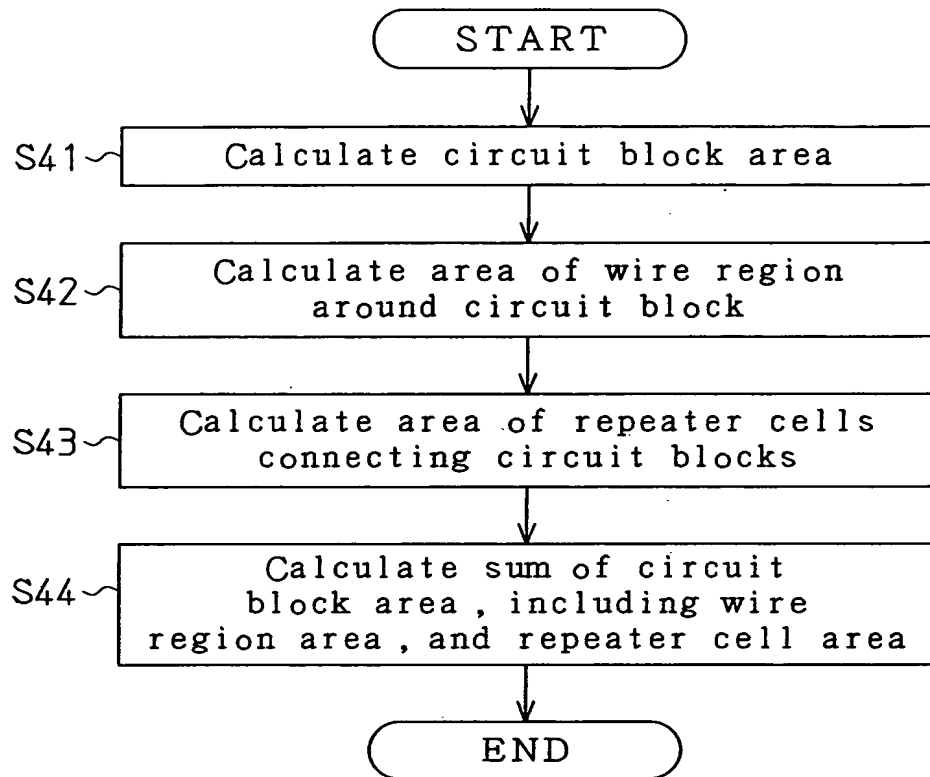 START
S41
Calculate circuit block area
S42
Calculate area of wire region
around circuit block
S43
Calculate area of repeater cells
connecting circuit blocks
S44
Calculate sum of circuit
block area, including wire
region area, and repeater cell area
END